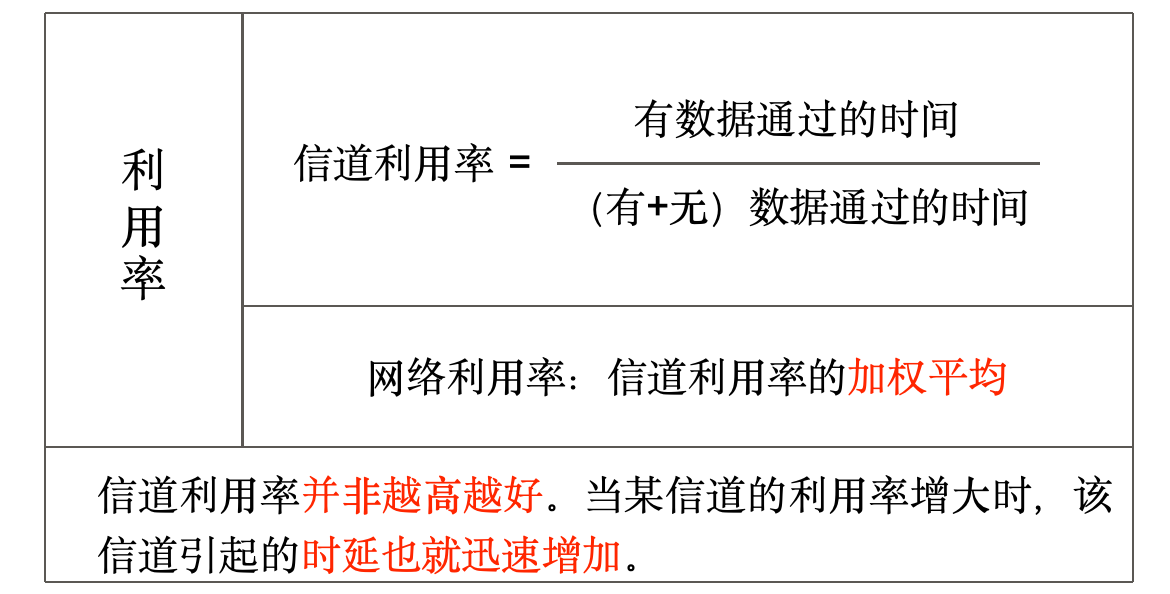 利
用
率
有数据通过的时间
信道利用率 =
（有+无）数据通过的时间
网络利用率：信道利用率的加权平均
信道利用率并非越高越好。当某信道的利用率增大时，该
信道引起的时延也就迅速增加。